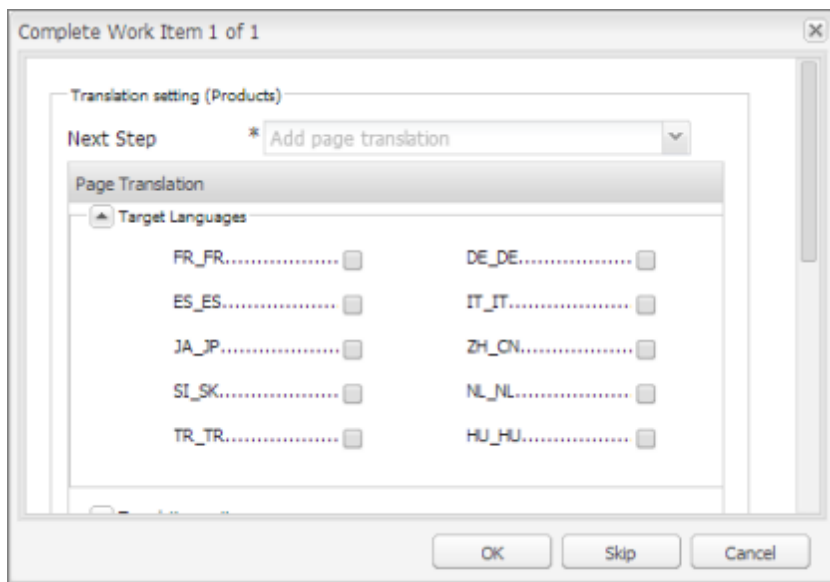 Complete Work Item 1 of 1
Translation setting (Products)
Next Step * Add page translation
Page Translation
Target Languages
FR_FR................... DE_DE...................
ES_ES................... IT_IT...................
JA_JP................... ZH_CN...................
SI_SK................... NL_NL...................
TR_TR................... HU_HU...................
OK Skip Cancel